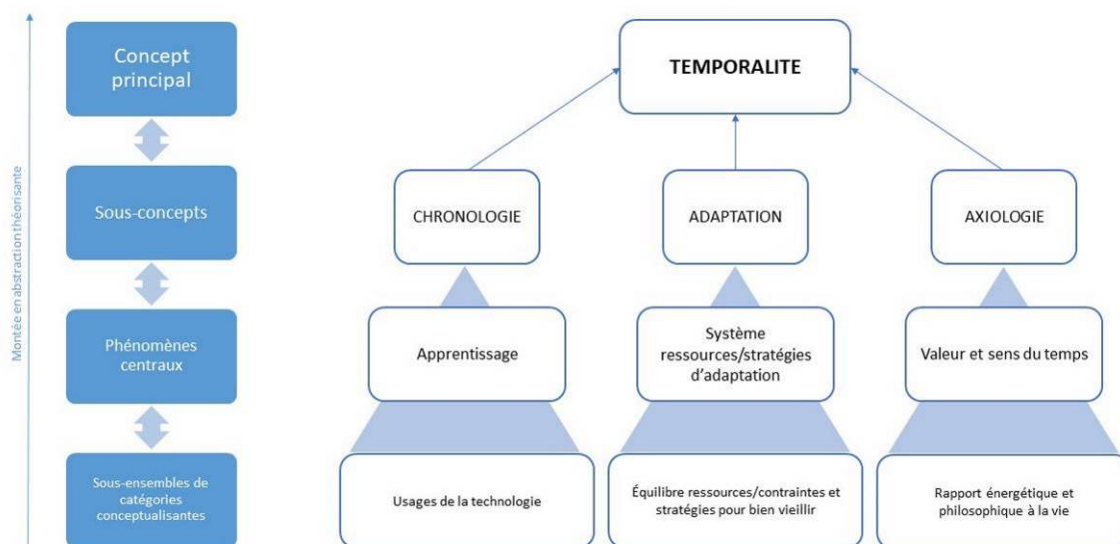 Montée en abstraction théorisante
Concept
principal
TEMPORALITE
Sous-concepts
CHRONOLOGIE
ADAPTATION
AXIOLOGIE
Phénomènes
centraux
Apprentissage
Système
ressources/stratégies
d’adaptation
Valeur et sens du temps
Sous-ensembles de
catégories
conceptualisantes
Usages de la technologie
Équilibre ressources/contraintes et
stratégies pour bien vieillir
Rapport énergétique et
philosophique à la vie